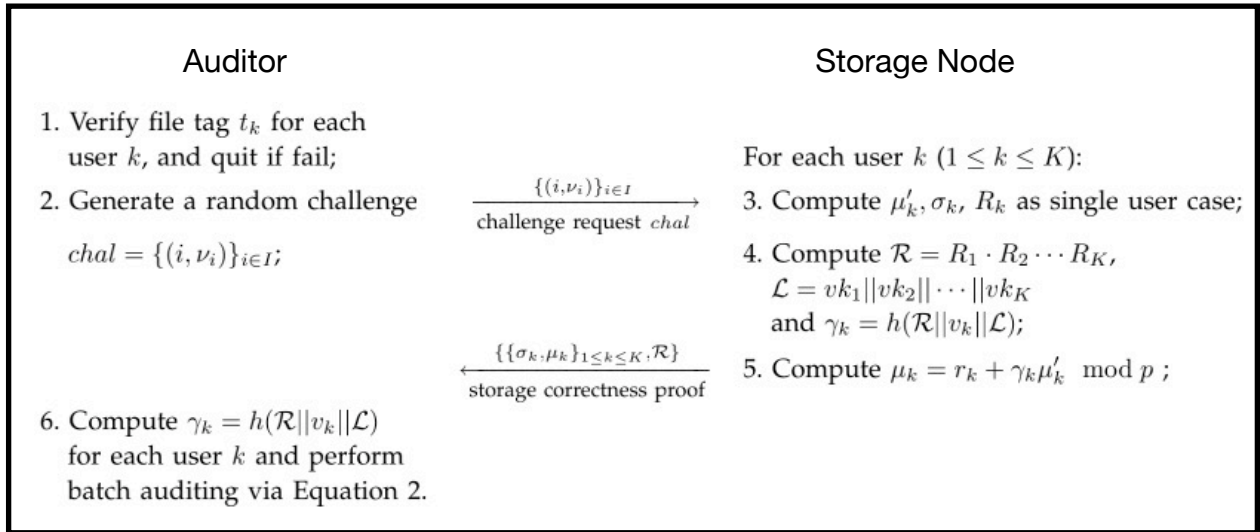 Auditor
1. Verify file tag t_k for each
user k, and quit if fail;
2. Generate a random challenge
chal = {(i, ν_i)}_{i∈I};
{(i,ν_i)}_{i∈I}
challenge request chal
Storage Node
For each user k (1 ≤ k ≤ K):
3. Compute μ′_k, σ_k, R_k as single user case;
4. Compute ℛ = R_1 · R_2 ⋯ R_K,
ℒ = vk_1||vk_2|| ⋯ ||vk_K
and γ_k = h(ℛ||v_k||ℒ);
5. Compute μ_k = r_k + γ_kμ′_k mod p ;
{{σ_k,μ_k}_{1≤k≤K},ℛ}
storage correctness proof
6. Compute γ_k = h(ℛ||v_k||ℒ)
for each user k and perform
batch auditing via Equation 2.